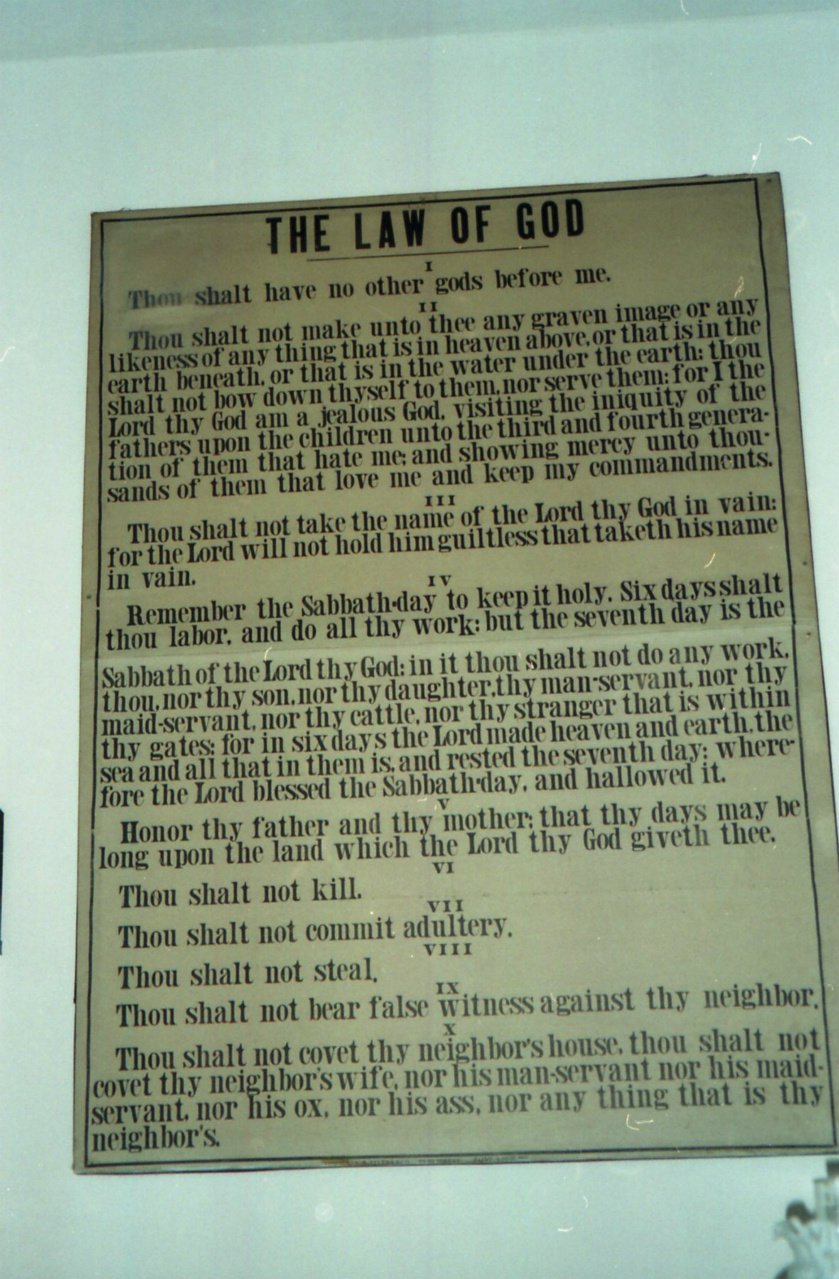 THE LAW OF GOD
I
Thou shalt have no other gods before me.
II
Thou shalt not make unto thee any graven image or any
likeness of any thing that is in heaven above, or that is in the
earth beneath, or that is in the water under the earth: thou
shalt not bow down thyself to them, nor serve them: for I the
Lord thy God am a jealous God, visiting the iniquity of the
fathers upon the children unto the third and fourth genera-
tion of them that hate me; and showing mercy unto thou-
sands of them that love me and keep my commandments.
III
Thou shalt not take the name of the Lord thy God in vain:
for the Lord will not hold him guiltless that taketh his name
in vain.
IV
Remember the Sabbath-day to keep it holy. Six days shalt
thou labor, and do all thy work: but the seventh day is the
Sabbath of the Lord thy God: in it thou shalt not do any work,
thou, nor thy son, nor thy daughter, thy man-servant, nor thy
maid-servant, nor thy cattle, nor thy stranger that is within
thy gates: for in six days the Lord made heaven and earth, the
sea and all that in them is, and rested the seventh day: where-
fore the Lord blessed the Sabbath-day, and hallowed it.
V
Honor thy father and thy mother: that thy days may be
long upon the land which the Lord thy God giveth thee.
VI
Thou shalt not kill.
VII
Thou shalt not commit adultery.
VIII
Thou shalt not steal.
IX
Thou shalt not bear false witness against thy neighbor.
X
Thou shalt not covet thy neighbor's house, thou shalt not
covet thy neighbor's wife, nor his man-servant nor his maid-
servant, nor his ox, nor his ass, nor any thing that is thy
neighbor's.